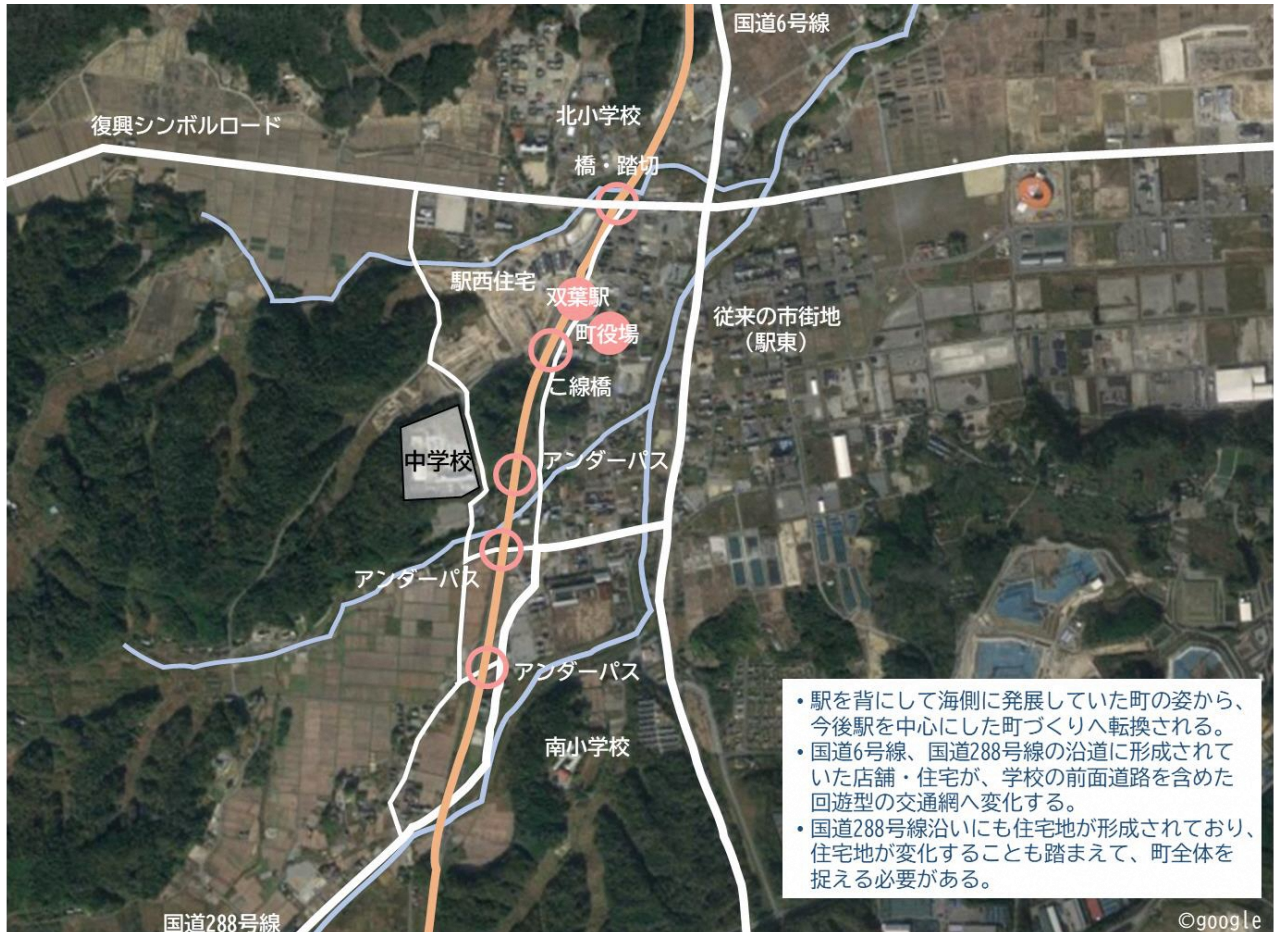 国道6号線
北小学校
復興シンボルロード
橋・踏切
駅西住宅
双葉駅
従来の市街地
（駅東）
町役場
こ線橋
中学校
アンダーパス
アンダーパス
アンダーパス
南小学校
・駅を背にして海側に発展していた町の姿から、
今後駅を中心にした町づくりへ転換される。
・国道6号線、国道288号線の沿道に形成されて
いた店舗・住宅が、学校の前面道路を含めた
回遊型の交通網へ変化する。
・国道288号線沿いにも住宅地が形成されており、
住宅地が変化することも踏まえて、町全体を
捉える必要がある。
国道288号線
©google